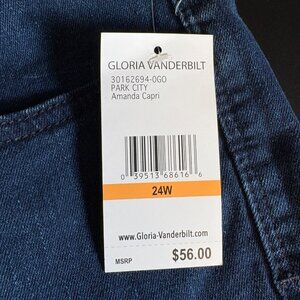 GLORIA VANDERBILT
30162694-0GO
PARK CITY
Amanda Capri
0 39513 68616 6
24W
www.Gloria-Vanderbilt.com
MSRP $56.00